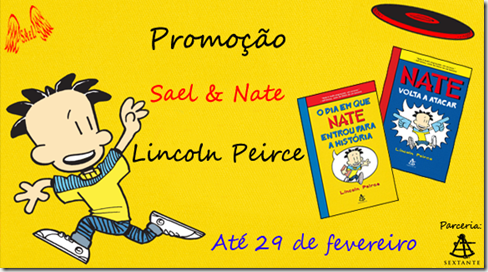 Sael
Promoção
Sael & Nate
Lincoln Peirce
O DIA EM QUE
NATE
ENTROU PARA
A HISTÓRIA
Lincoln Peirce
NATE
VOLTA A ATACAR
Lincoln Peirce
Até 29 de fevereiro
Parceria:
SEXTANTE